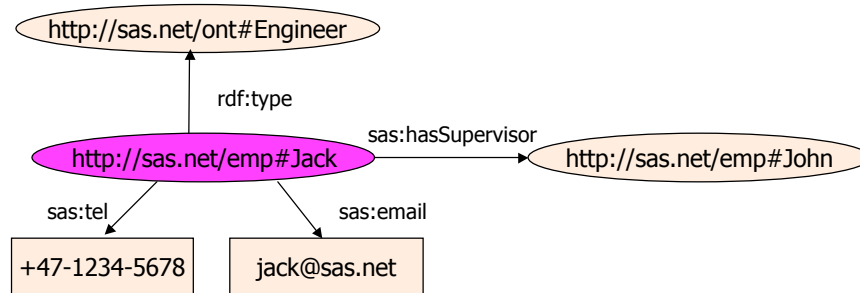 http://sas.net/ont#Engineer
rdf:type
sas:hasSupervisor
http://sas.net/emp#Jack
http://sas.net/emp#John
sas:tel
sas:email
+47-1234-5678
jack@sas.net